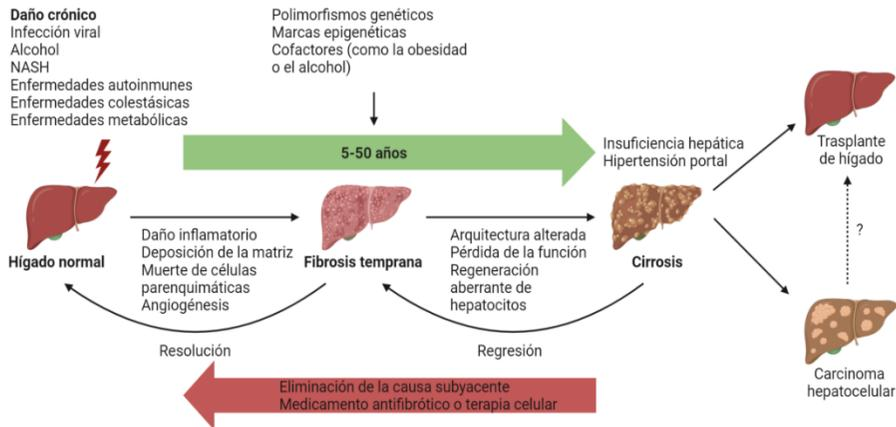 Daño crónico
Infección viral
Alcohol
NASH
Enfermedades autoinmunes
Enfermedades colestásicas
Enfermedades metabólicas
Polimorfismos genéticos
Marcas epigenéticas
Cofactores (como la obesidad
o el alcohol)
5-50 años
Insuficiencia hepática
Hipertensión portal
Trasplante
de hígado
Hígado normal
Daño inflamatorio
Deposición de la matriz
Muerte de células
parenquimáticas
Angiogénesis
Fibrosis temprana
Arquitectura alterada
Pérdida de la función
Regeneración
aberrante de
hepatocitos
Cirrosis
?
Resolución
Regresión
Carcinoma
hepatocelular
Eliminación de la causa subyacente
Medicamento antifibrótico o terapia celular